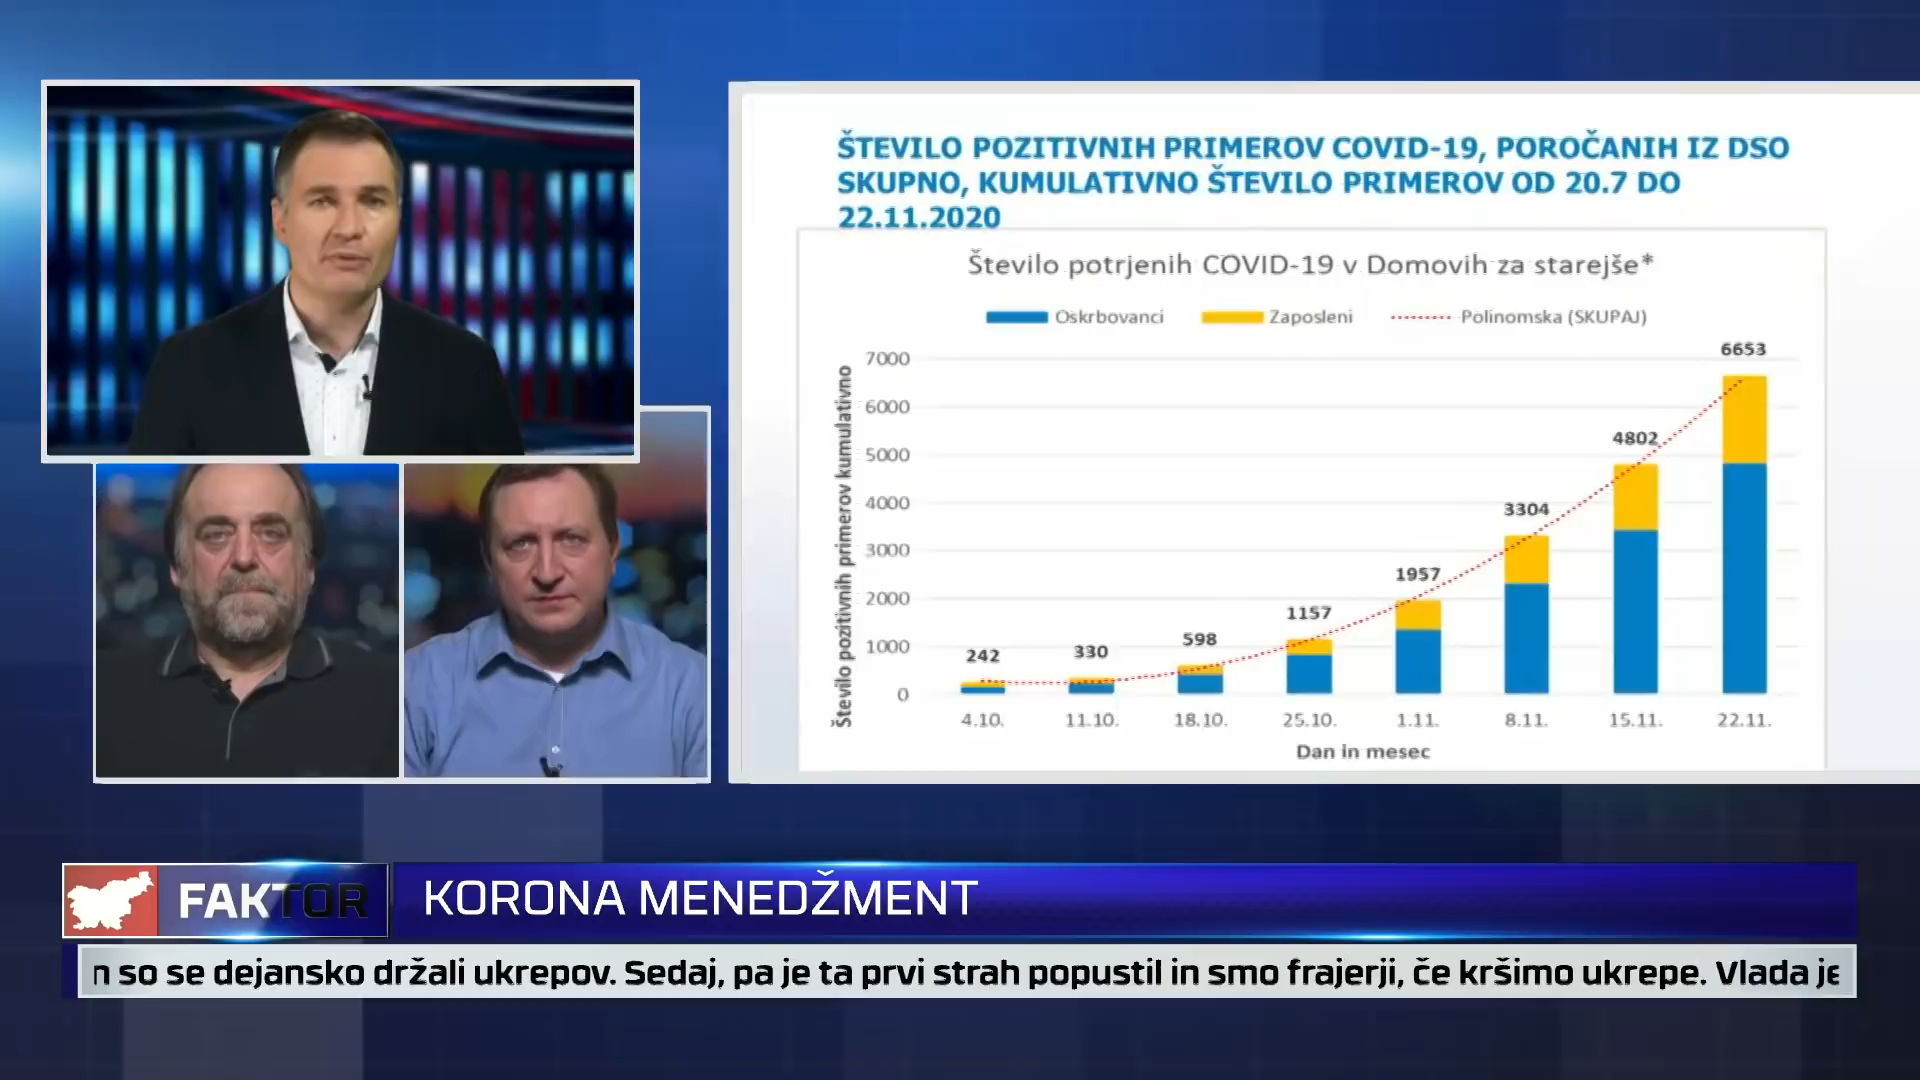 ŠTEVILO POZITIVNIH PRIMEROV COVID-19, POROČANIH IZ DSO
SKUPNO, KUMULATIVNO ŠTEVILO PRIMEROV OD 20.7 DO
22.11.2020
Število potrjenih COVID-19 v Domovih za starejše*
Oskrbovanci
Zaposleni
Polinomska (SKUPAJ)
Število pozitivnih primerov kumulativno
7000
6000
5000
4000
3000
2000
1000
0
242
330
598
1157
1957
3304
4802
6653
4.10.
11.10.
18.10.
25.10.
1.11.
8.11.
15.11.
22.11.
Dan in mesec
FAKTOR
KORONA MENEDŽMENT
n so se dejansko držali ukrepov. Sedaj, pa je ta prvi strah popustil in smo frajerji, če kršimo ukrepe. Vlada je